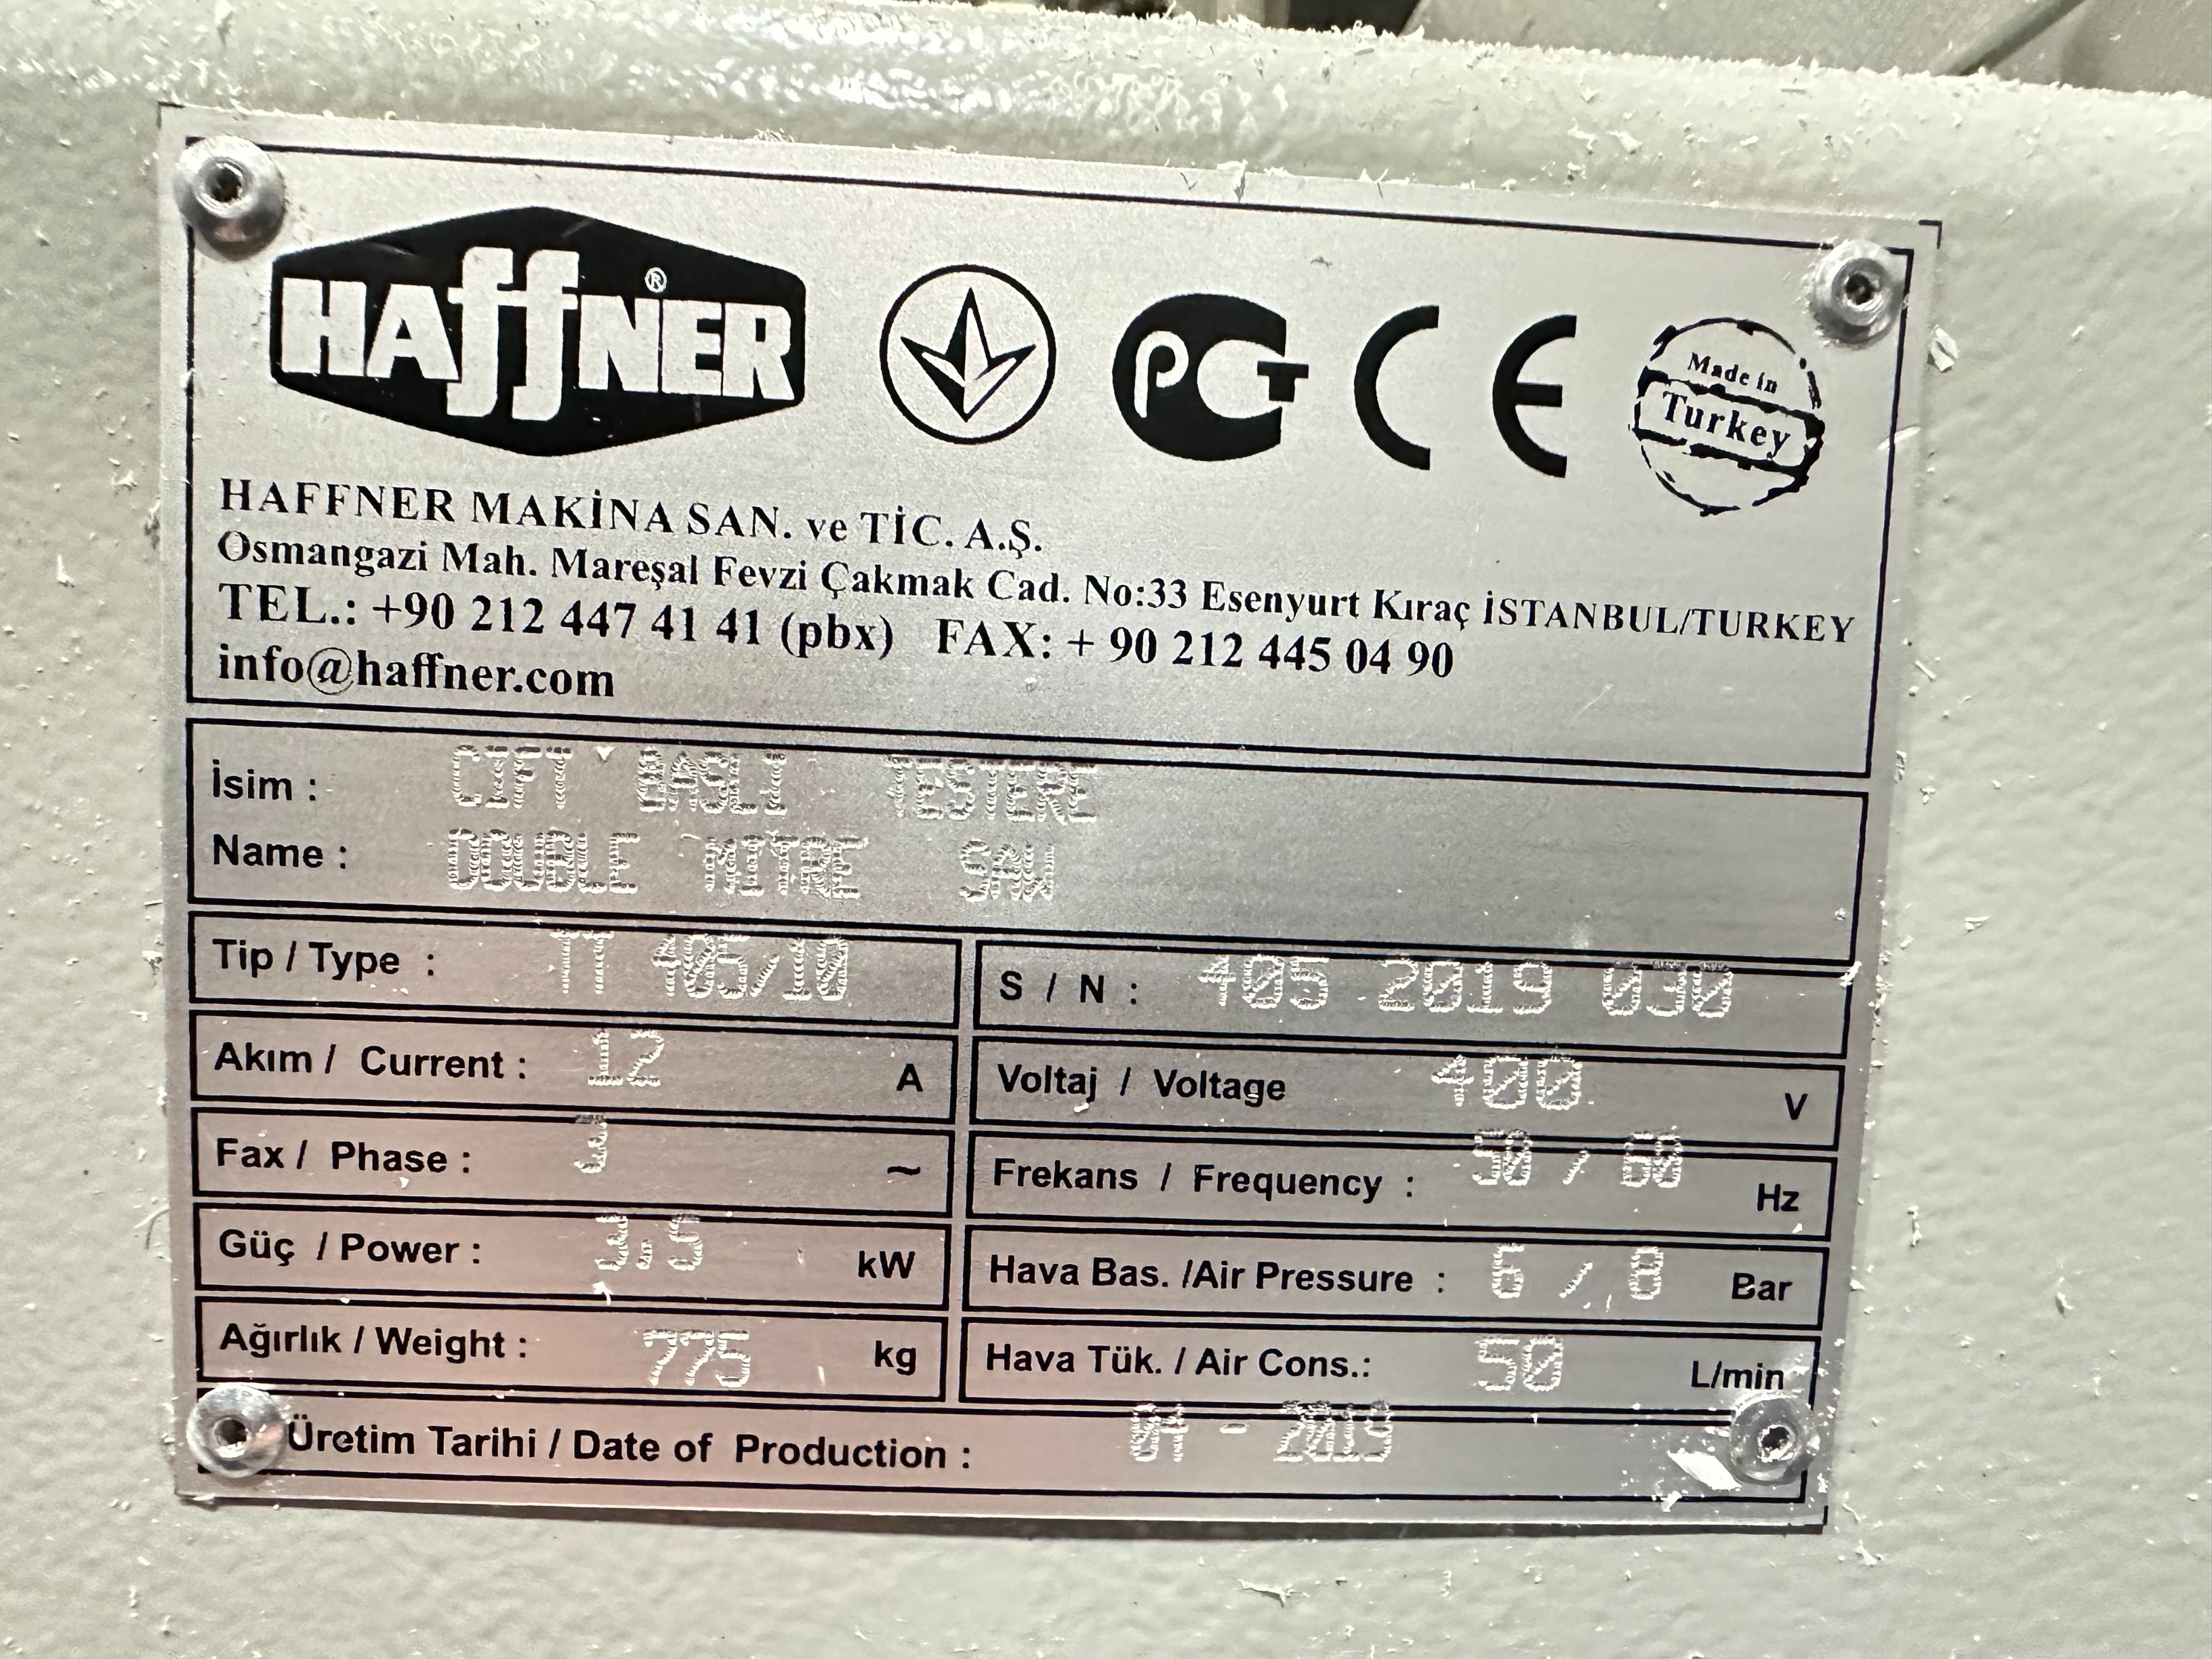 HAffNER ®
PCT CE
Made in
Turkey
HAFFNER MAKİNA SAN. ve TİC. A.Ş.
Osmangazi Mah. Mareşal Fevzi Çakmak Cad. No:33 Esenyurt Kıraç İSTANBUL/TURKEY
TEL.: +90 212 447 41 41 (pbx) FAX: + 90 212 445 04 90
info@haffner.com
İsim : CIFT BASLI TESTERE
Name : DOUBLE MITRE SAW
Tip / Type : TT 405/10 S / N : 405 2019 030
Akım / Current : 12 A Voltaj / Voltage 400 V
Fax / Phase : 3 ~ Frekans / Frequency : 50 / 60 Hz
Güç / Power : 3.5 kW Hava Bas. /Air Pressure : 6 / 8 Bar
Ağırlık / Weight : 775 kg Hava Tük. / Air Cons.: 50 L/min
Üretim Tarihi / Date of Production : 04 - 2019